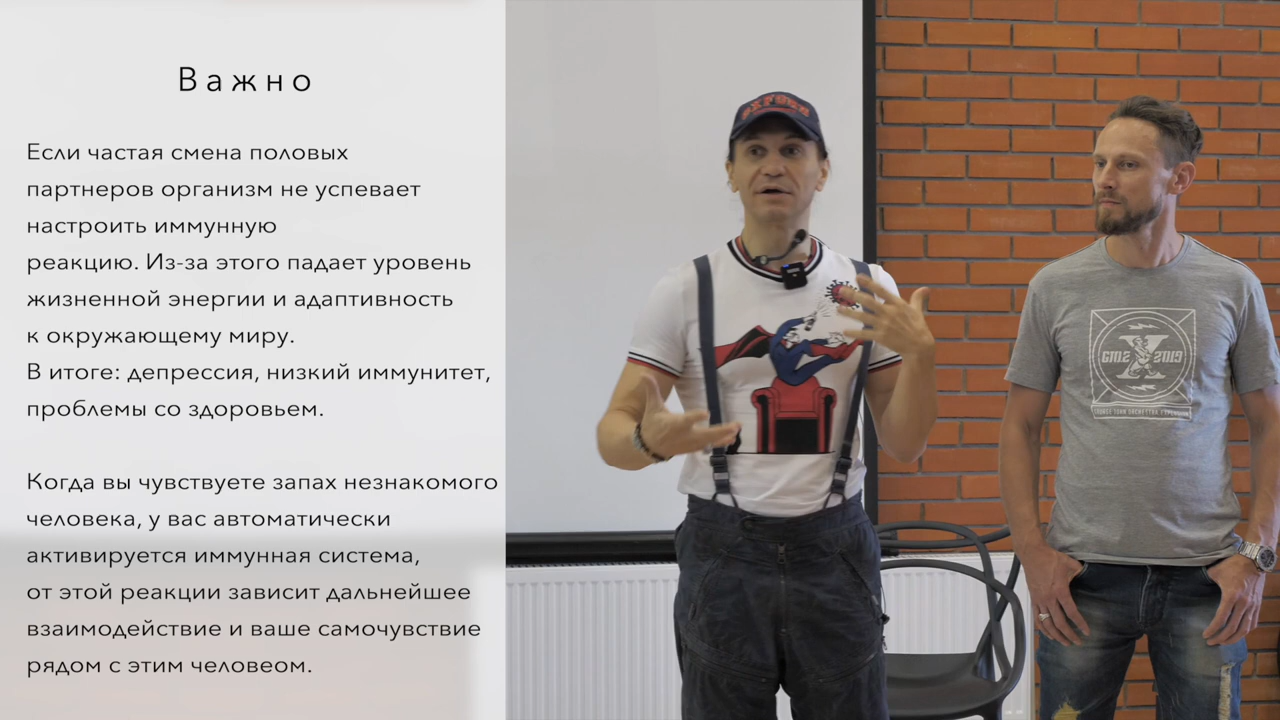 Важно
Если частая смена половых
партнеров организм не успевает
настроить иммунную
реакцию. Из-за этого падает уровень
жизненной энергии и адаптивность
к окружающему миру.
В итоге: депрессия, низкий иммунитет,
проблемы со здоровьем.
Когда вы чувствуете запах незнакомого
человека, у вас автоматически
активируется иммунная система,
от этой реакции зависит дальнейшее
взаимодействие и ваше самочувствие
рядом с этим человеом.
X
2019